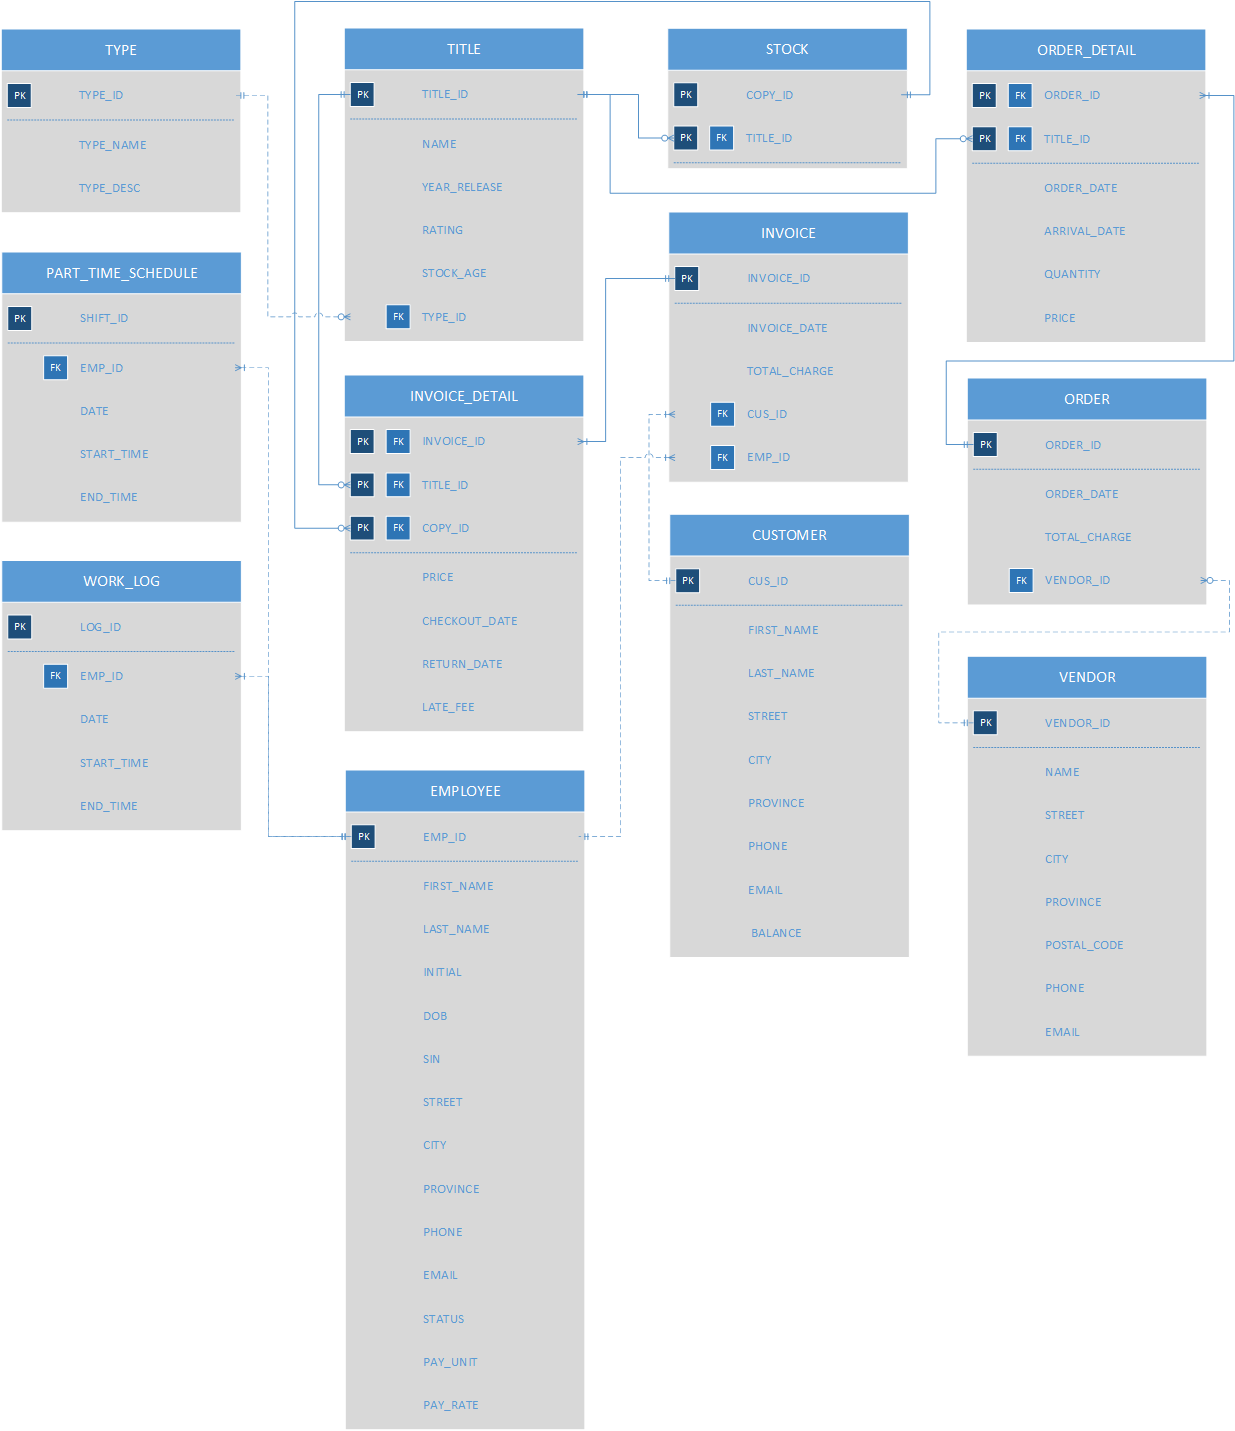 TYPE
PK TYPE_ID
TYPE_NAME
TYPE_DESC
PART_TIME_SCHEDULE
PK SHIFT_ID
FK EMP_ID
DATE
START_TIME
END_TIME
WORK_LOG
PK LOG_ID
FK EMP_ID
DATE
START_TIME
END_TIME
TITLE
PK TITLE_ID
NAME
YEAR_RELEASE
RATING
STOCK_AGE
FK TYPE_ID
INVOICE_DETAIL
PK FK INVOICE_ID
PK FK TITLE_ID
PK FK COPY_ID
PRICE
CHECKOUT_DATE
RETURN_DATE
LATE_FEE
EMPLOYEE
PK EMP_ID
FIRST_NAME
LAST_NAME
INITIAL
DOB
SIN
STREET
CITY
PROVINCE
PHONE
EMAIL
STATUS
PAY_UNIT
PAY_RATE
STOCK
PK COPY_ID
PK FK TITLE_ID
INVOICE
PK INVOICE_ID
INVOICE_DATE
TOTAL_CHARGE
FK CUS_ID
FK EMP_ID
CUSTOMER
PK CUS_ID
FIRST_NAME
LAST_NAME
STREET
CITY
PROVINCE
PHONE
EMAIL
BALANCE
ORDER_DETAIL
PK FK ORDER_ID
PK FK TITLE_ID
ORDER_DATE
ARRIVAL_DATE
QUANTITY
PRICE
ORDER
PK ORDER_ID
ORDER_DATE
TOTAL_CHARGE
FK VENDOR_ID
VENDOR
PK VENDOR_ID
NAME
STREET
CITY
PROVINCE
POSTAL_CODE
PHONE
EMAIL